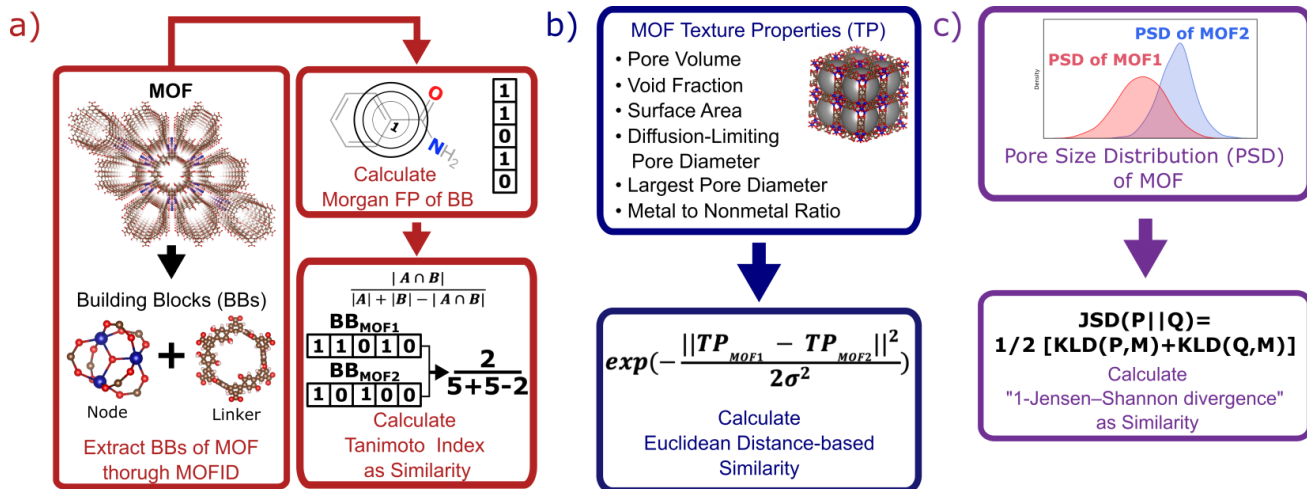 a)
MOF
Building Blocks (BBs)
Node
Linker
Extract BBs of MOF
thorugh MOFID
1
O
N
H2
1
1
0
1
0
Calculate
Morgan FP of BB
| A ∩ B |
|A| + |B| − | A ∩ B|
BBMOF1
1 1 0 1 0
BBMOF2
1 0 1 0 0
2
5+5-2
Calculate
Tanimoto Index
as Similarity
b)
MOF Texture Properties (TP)
• Pore Volume
• Void Fraction
• Surface Area
• Diffusion-Limiting
Pore Diameter
• Largest Pore Diameter
• Metal to Nonmetal Ratio
exp(− ||TP MOF1 − TP MOF2||2 / 2σ2)
Calculate
Euclidean Distance-based
Similarity
c)
PSD of MOF2
PSD of MOF1
Density
Pore Size Distribution (PSD)
of MOF
JSD(P||Q)=
1/2 [KLD(P,M)+KLD(Q,M)]
Calculate
"1-Jensen–Shannon divergence"
as Similarity